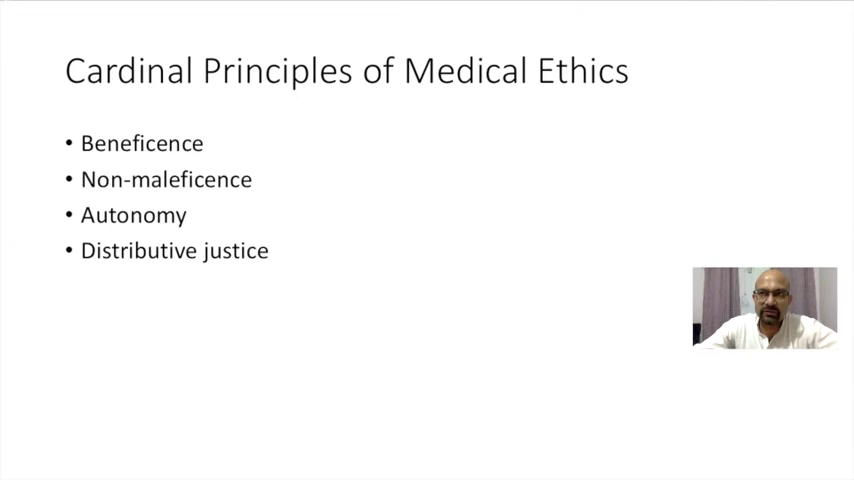 Cardinal Principles of Medical Ethics
• Beneficence
• Non-maleficence
• Autonomy
• Distributive justice